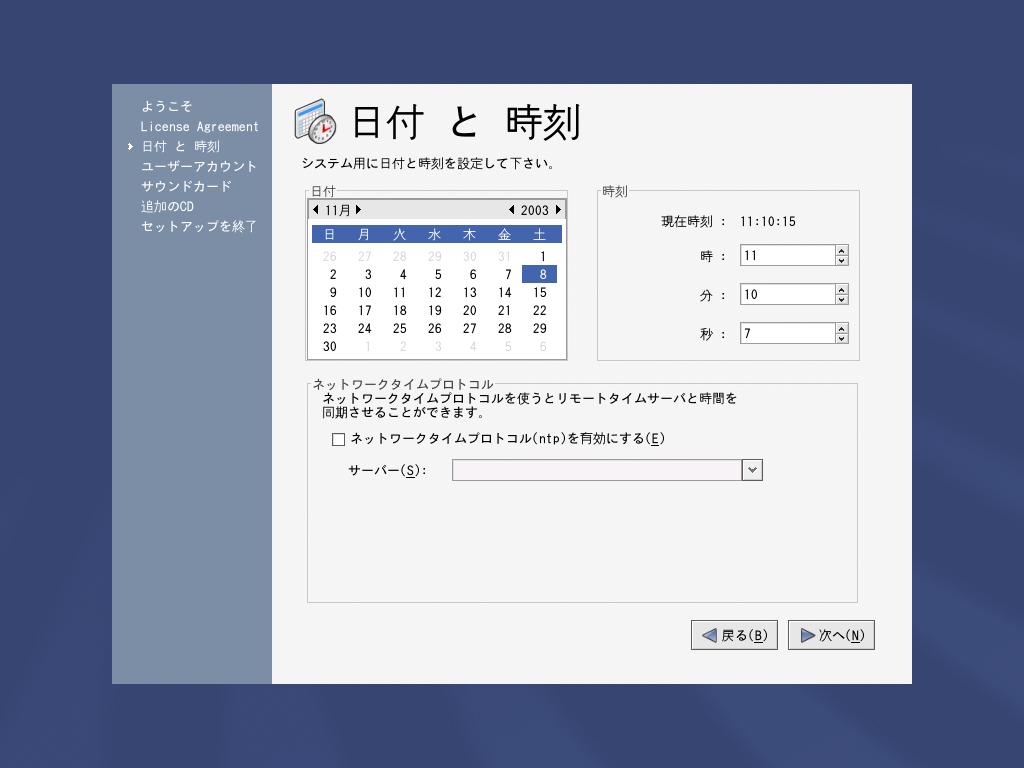 ようこそ
License Agreement
日付 と 時刻
ユーザーアカウント
サウンドカード
追加のCD
セットアップを終了
日付 と 時刻
システム用に日付と時刻を設定して下さい。
日付
11月 2003
日 月 火 水 木 金 土
26 27 28 29 30 31 1
2 3 4 5 6 7 8
9 10 11 12 13 14 15
16 17 18 19 20 21 22
23 24 25 26 27 28 29
30 1 2 3 4 5 6
時刻
現在時刻 : 11:10:15
時 : 11
分 : 10
秒 : 7
ネットワークタイムプロトコル
ネットワークタイムプロトコルを使うとリモートタイムサーバと時間を
同期させることができます。
ネットワークタイムプロトコル(ntp)を有効にする(E)
サーバー(S):
戻る(B) 次へ(N)